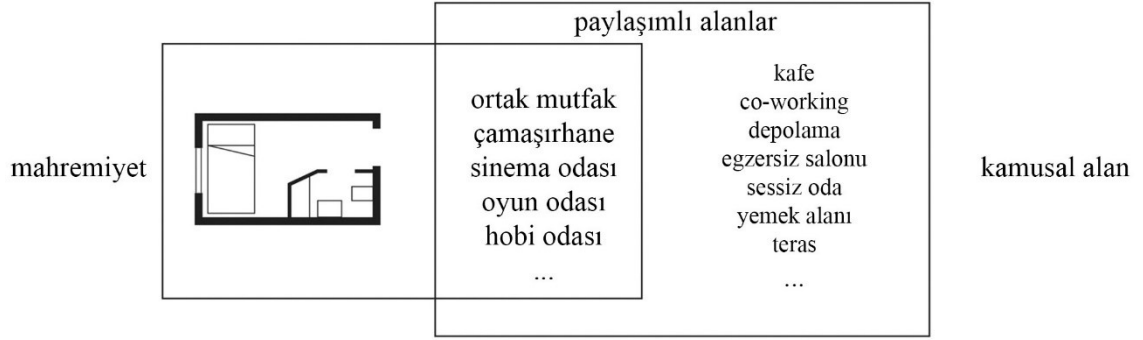 paylaşımlı alanlar
mahremiyet
ortak mutfak
çamaşırhane
sinema odası
oyun odası
hobi odası
...
kafe
co-working
depolama
egzersiz salonu
sessiz oda
yemek alanı
teras
...
kamusal alan